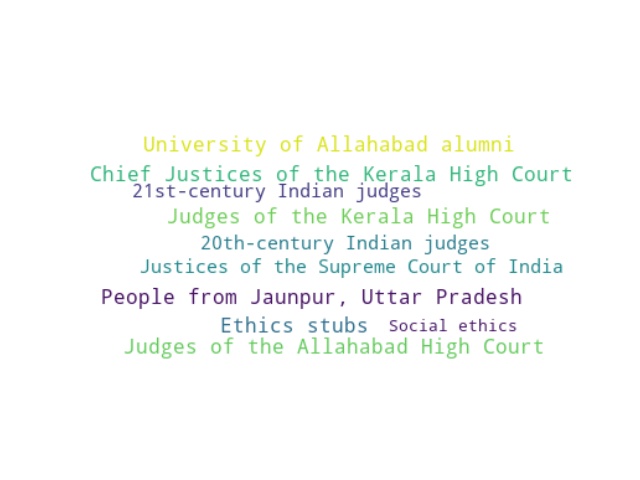 University of Allahabad alumni
Chief Justices of the Kerala High Court
21st-century Indian judges
Judges of the Kerala High Court
20th-century Indian judges
Justices of the Supreme Court of India
People from Jaunpur, Uttar Pradesh
Ethics stubs Social ethics
Judges of the Allahabad High Court